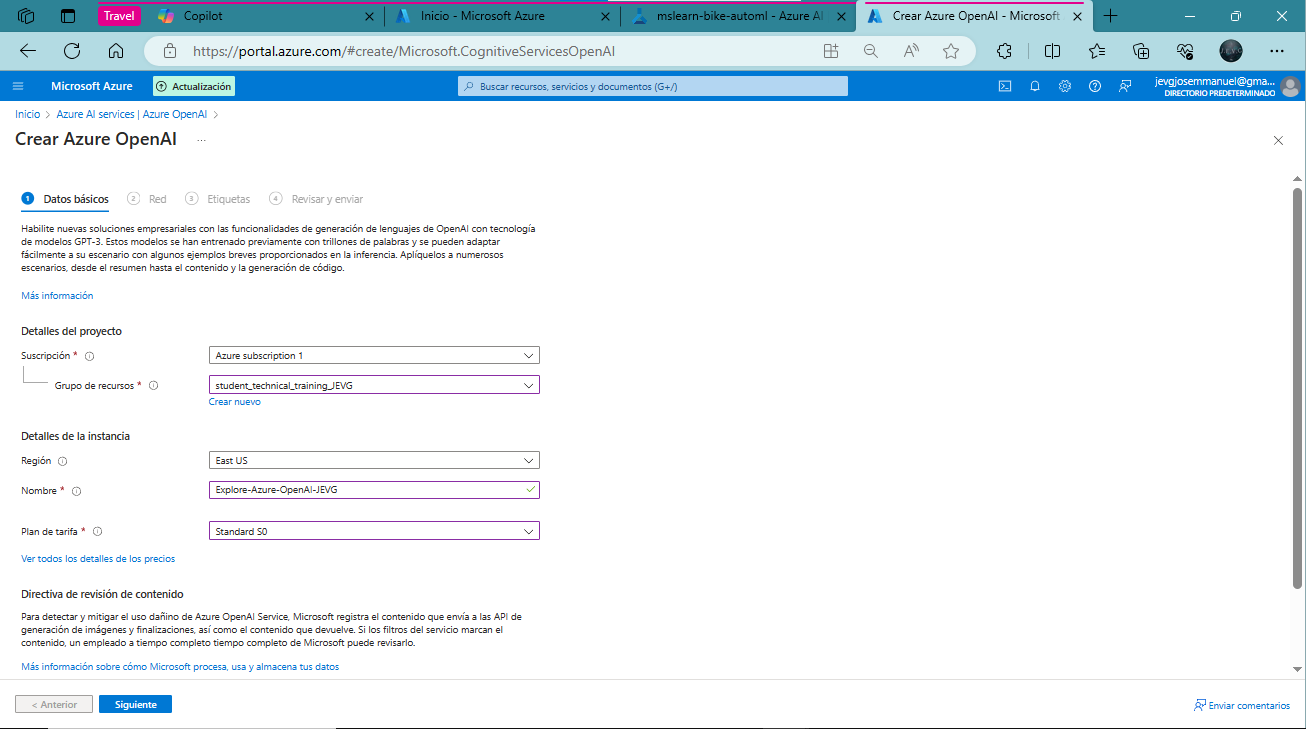 Travel
Copilot
Inicio - Microsoft Azure
mslearn-bike-automl - Azure AI
Crear Azure OpenAI - Microsoft
https://portal.azure.com/#create/Microsoft.CognitiveServicesOpenAI
Microsoft Azure
Actualización
Buscar recursos, servicios y documentos (G+/)
jevgjosemmanuel@gma...
DIRECTORIO PREDETERMINADO
Inicio > Azure AI services | Azure OpenAI >
Crear Azure OpenAI ...
1 Datos básicos 2 Red 3 Etiquetas 4 Revisar y enviar
Habilite nuevas soluciones empresariales con las funcionalidades de generación de lenguajes de OpenAI con tecnología
de modelos GPT-3. Estos modelos se han entrenado previamente con trillones de palabras y se pueden adaptar
fácilmente a su escenario con algunos ejemplos breves proporcionados en la inferencia. Aplíquelos a numerosos
escenarios, desde el resumen hasta el contenido y la generación de código.
Más información
Detalles del proyecto
Suscripción * Azure subscription 1
Grupo de recursos * student_technical_training_JEVG
Crear nuevo
Detalles de la instancia
Región East US
Nombre * Explore-Azure-OpenAI-JEVG
Plan de tarifa * Standard S0
Ver todos los detalles de los precios
Directiva de revisión de contenido
Para detectar y mitigar el uso dañino de Azure OpenAI Service, Microsoft registra el contenido que envía a las API de
generación de imágenes y finalizaciones, así como el contenido que devuelve. Si los filtros del servicio marcan el
contenido, un empleado a tiempo completo tiempo completo de Microsoft puede revisarlo.
Más información sobre cómo Microsoft procesa, usa y almacena tus datos
< Anterior
Siguiente
Enviar comentarios